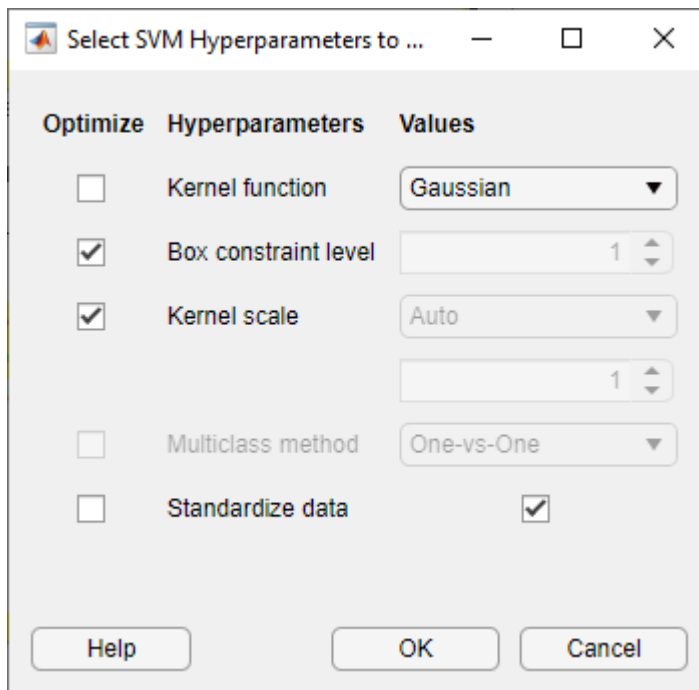 Select SVM Hyperparameters to ...
Optimize Hyperparameters Values
Kernel function Gaussian
Box constraint level 1
Kernel scale Auto
1
Multiclass method One-vs-One
Standardize data
Help OK Cancel